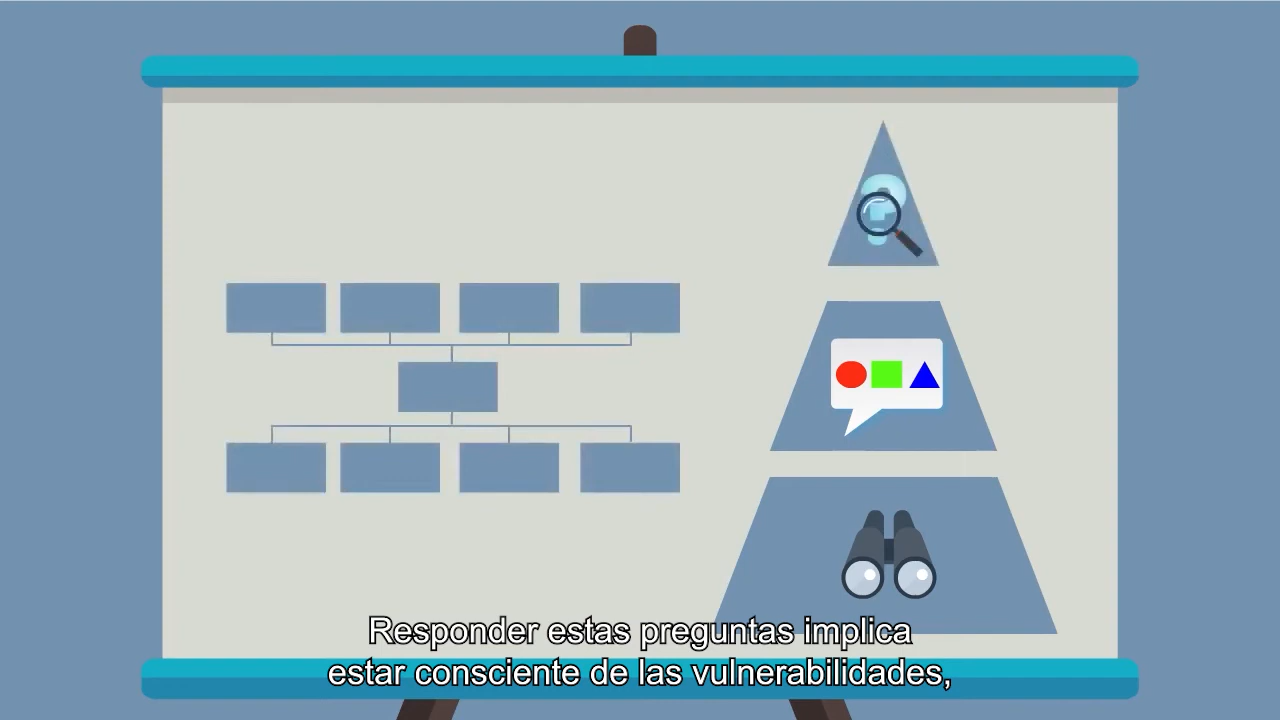 Responder estas preguntas implica
estar consciente de las vulnerabilidades,